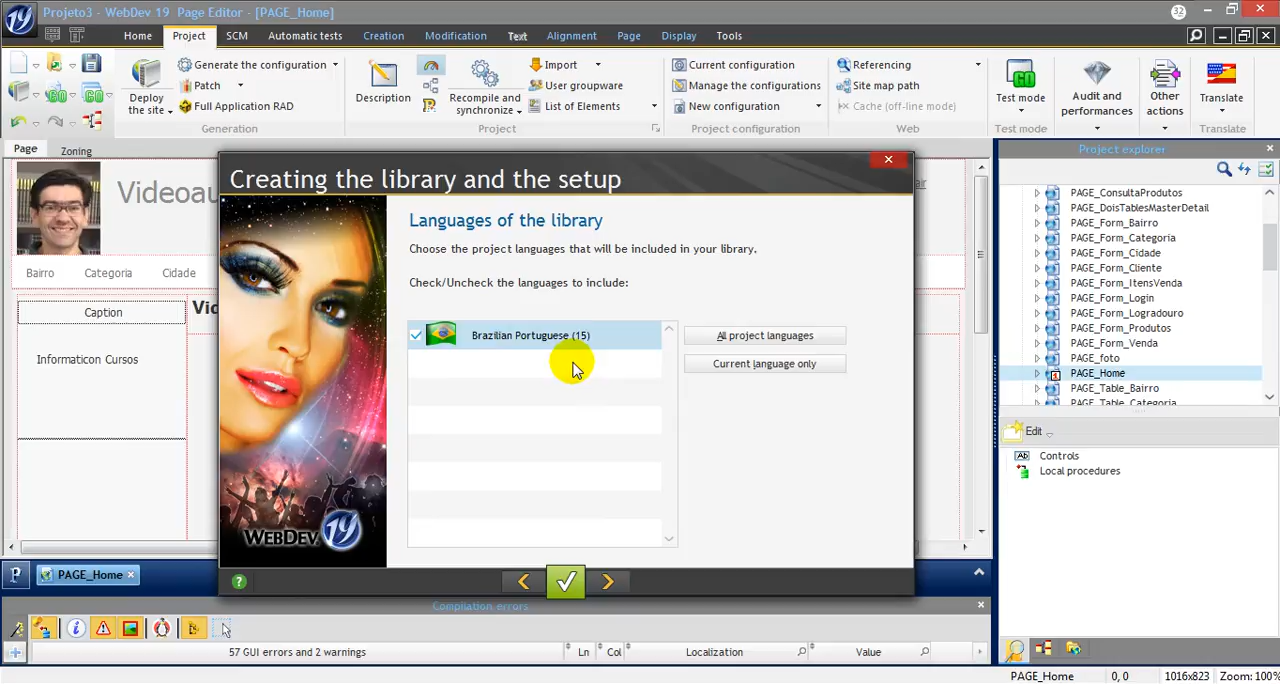 19 Projeto3 - WebDev 19 Page Editor - [PAGE_Home] 32
Home Project SCM Automatic tests Creation Modification Text Alignment Page Display Tools
Deploy the site
Generate the configuration
Patch
Full Application RAD
Generation
Description
Recompile and synchronize
Import
User groupware
List of Elements
Project
Current configuration
Manage the configurations
New configuration
Project configuration
Referencing
Site map path
Cache (off-line mode)
Web
GO
Test mode
Test mode
Audit and performances
Other actions
Translate
Translate
Page Zoning
Videoau
Bairro Categoria Cidade
Caption
Informaticon Cursos
Vid
Creating the library and the setup
Languages of the library
Choose the project languages that will be included in your library.
Check/Uncheck the languages to include:
Brazilian Portuguese (15)
All project languages
Current language only
WEBDEV 19
Project explorer
PAGE_ConsultaProdutos
PAGE_DoisTablesMasterDetail
PAGE_Form_Bairro
PAGE_Form_Categoria
PAGE_Form_Cidade
PAGE_Form_Cliente
PAGE_Form_ItensVenda
PAGE_Form_Login
PAGE_Form_Logradouro
PAGE_Form_Produtos
PAGE_Form_Venda
PAGE_foto
PAGE_Home
PAGE_Table_Bairro
PAGE_Table_Categoria
Edit
Controls
Local procedures
P PAGE_Home
Compilation errors
57 GUI errors and 2 warnings Ln Col Localization Value
PAGE_Home 0, 0 1016x823 Zoom: 100%